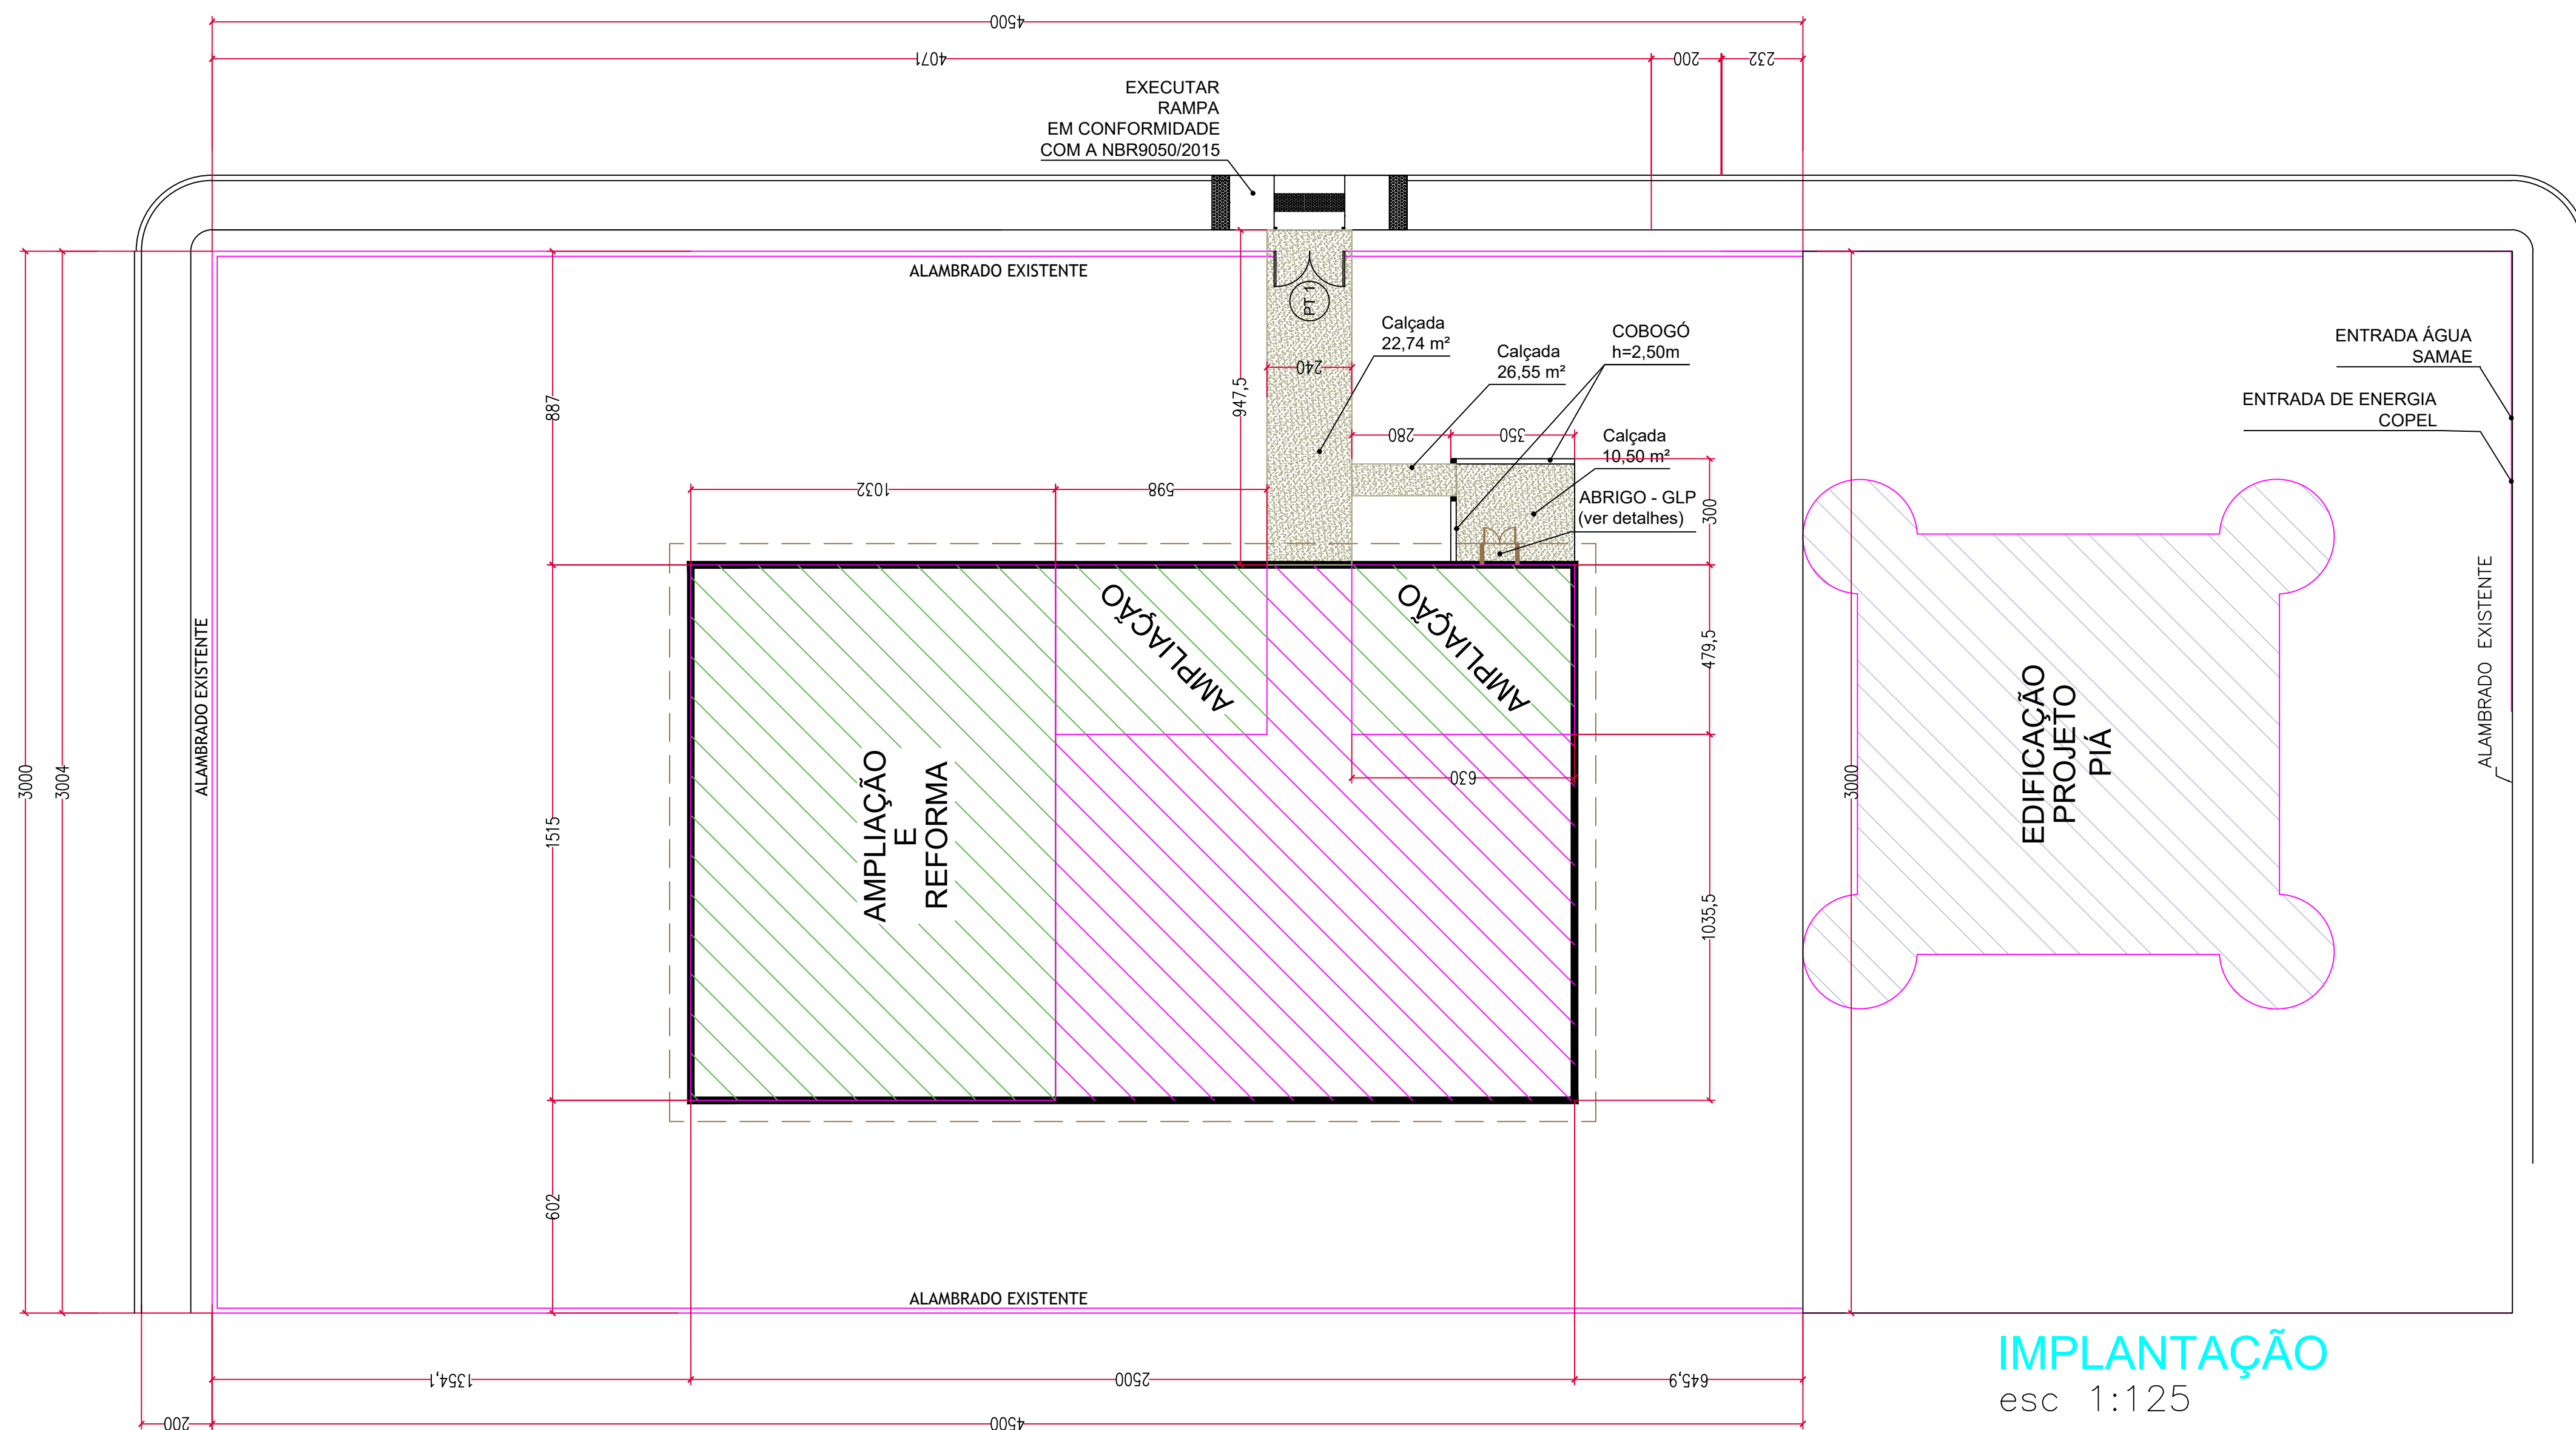 4500
4071
200
232
EXECUTAR
RAMPA
EM CONFORMIDADE
COM A NBR9050/2015
ALAMBRADO EXISTENTE
PT 1
Calçada
22,74 m²
Calçada
26,55 m²
COBOGÓ
h=2,50m
Calçada
10,50 m²
ABRIGO - GLP
(ver detalhes)
ENTRADA ÁGUA
SAMAE
ENTRADA DE ENERGIA
COPEL
240
947,5
887
280
350
300
1032
598
AMPLIAÇÃO
AMPLIAÇÃO
479,5
630
1035,5
3000
3004
ALAMBRADO EXISTENTE
1515
AMPLIAÇÃO
E
REFORMA
3000
EDIFICAÇÃO
PROJETO
PIÁ
ALAMBRADO EXISTENTE
602
ALAMBRADO EXISTENTE
1354,1
2500
645,9
200
4500
IMPLANTAÇÃO
esc 1:125